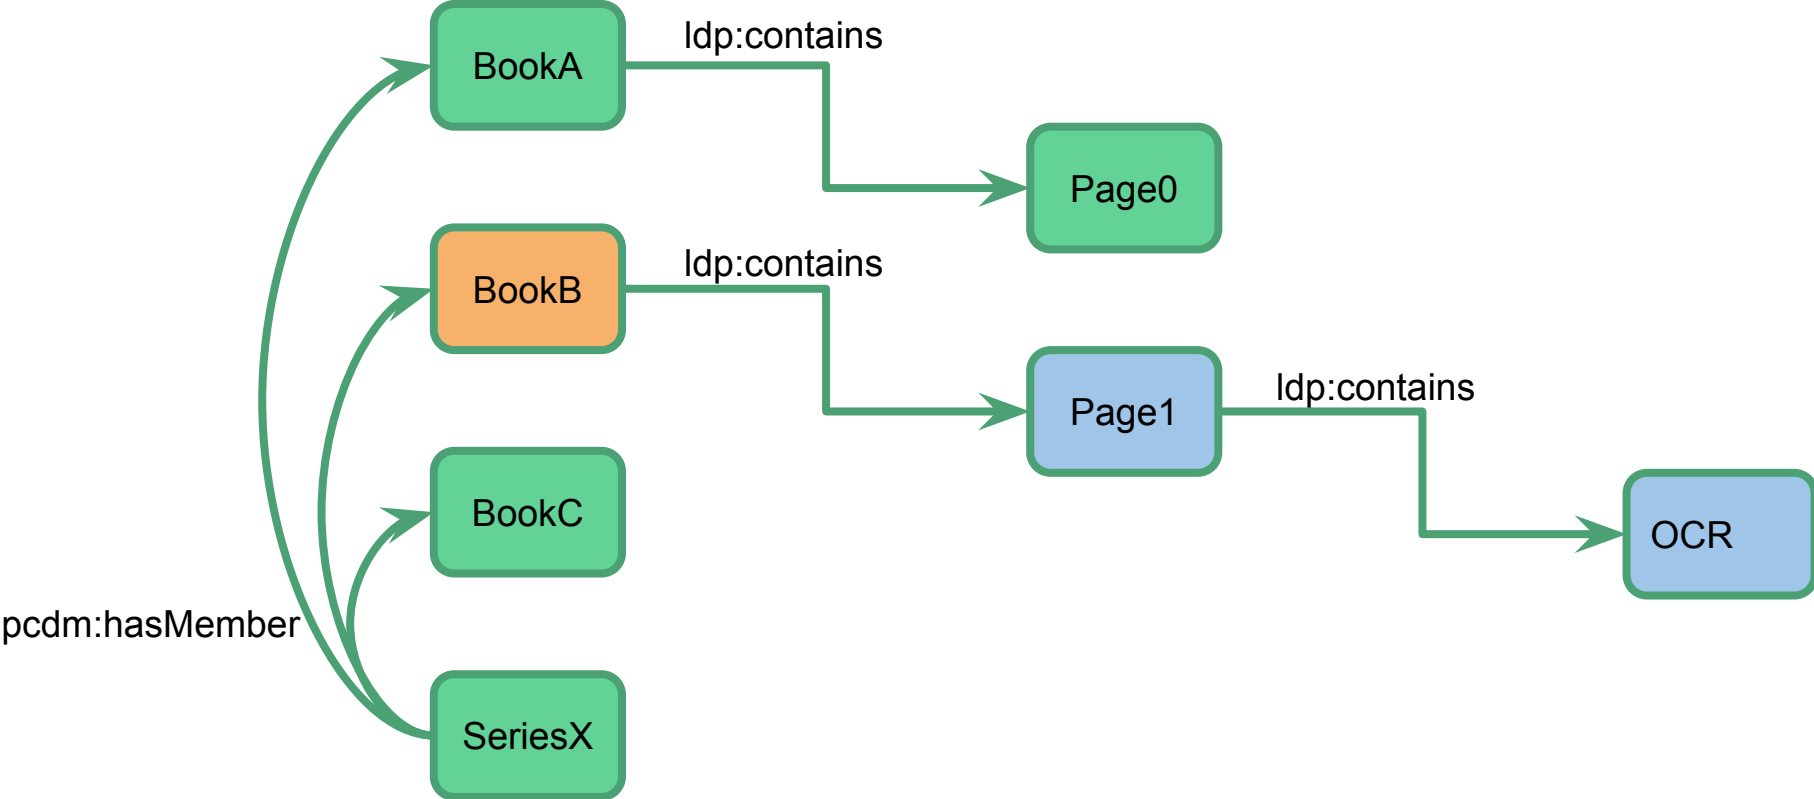 BookA
ldp:contains
Page0
BookB
ldp:contains
Page1
ldp:contains
BookC
OCR
pcdm:hasMember
SeriesX